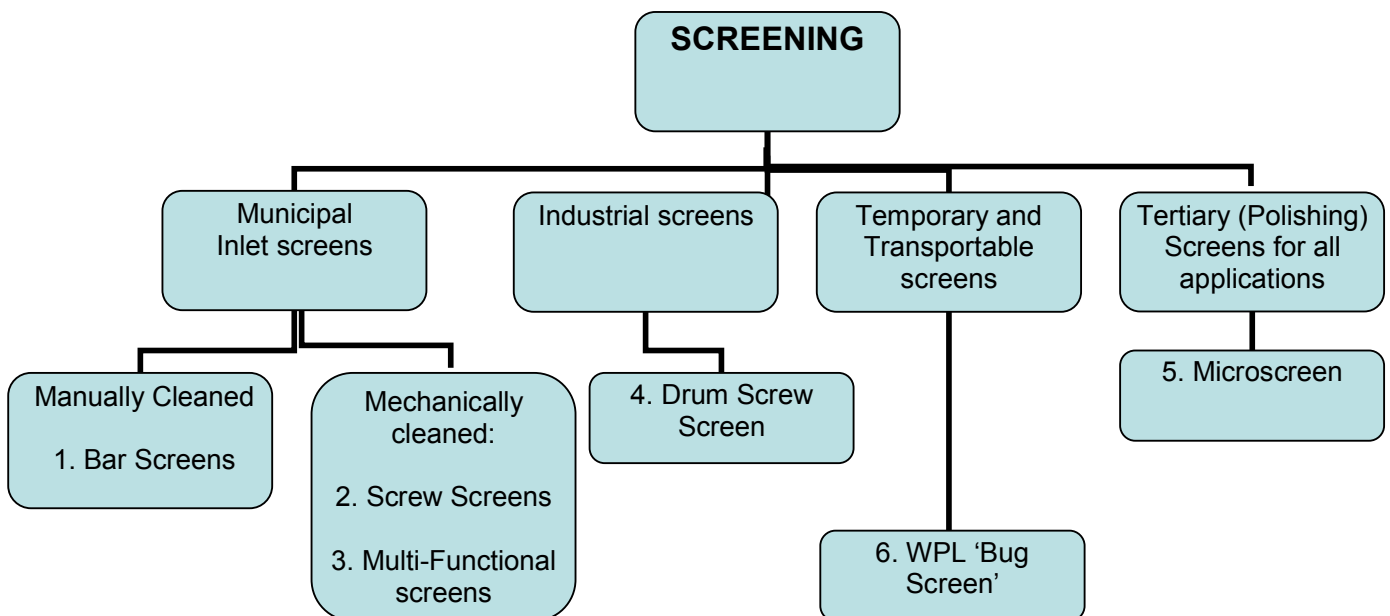 SCREENING
Municipal
Inlet screens
Industrial screens
Temporary and
Transportable
screens
Tertiary (Polishing)
Screens for all
applications
Manually Cleaned
1. Bar Screens
Mechanically
cleaned:
2. Screw Screens
3. Multi-Functional
screens
4. Drum Screw
Screen
5. Microscreen
6. WPL ‘Bug
Screen’